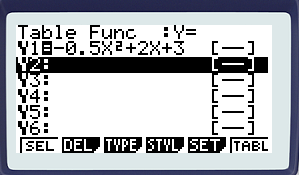 Table Func :Y=
Y1=-0.5X²+2X+3 [—]
Y2: [—]
Y3: [—]
Y4: [—]
Y5: [—]
Y6: [—]
SEL DEL TYPE STYL SET TABL